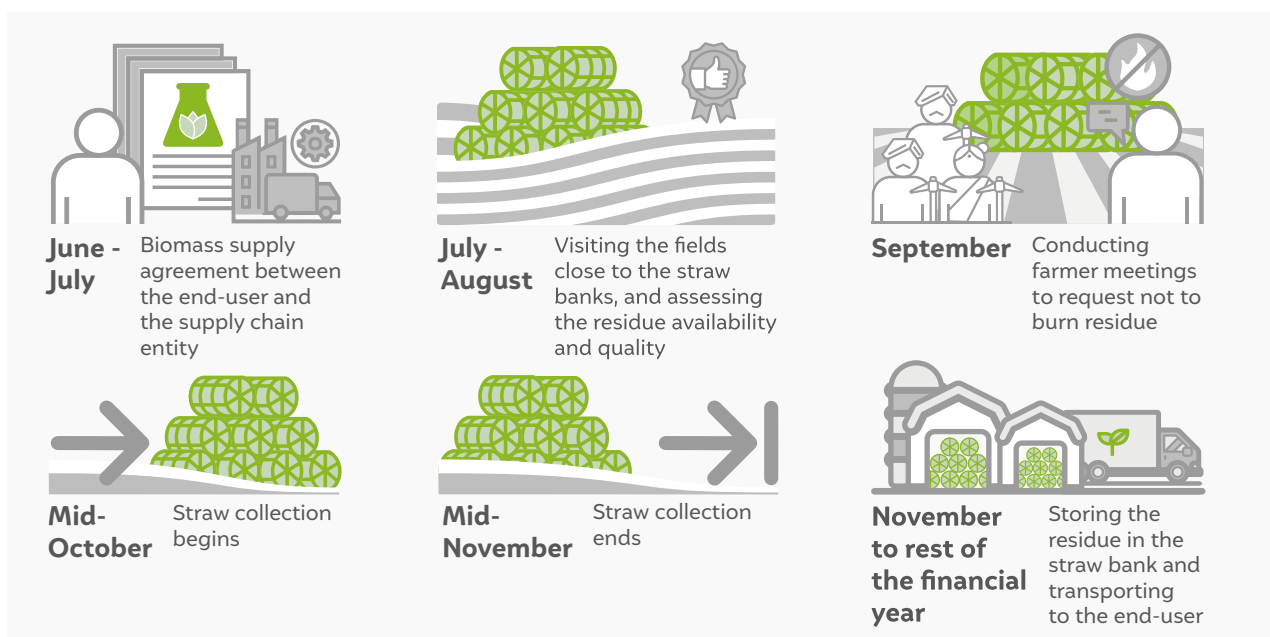 June -
July
Biomass supply
agreement between
the end-user and
the supply chain
entity
July -
August
Visiting the fields
close to the straw
banks, and assessing
the residue availability
and quality
September
Conducting
farmer meetings
to request not to
burn residue
Mid-
October
Straw collection
begins
Mid-
November
Straw collection
ends
November
to rest of
the financial
year
Storing the
residue in the
straw bank and
transporting
to the end-user